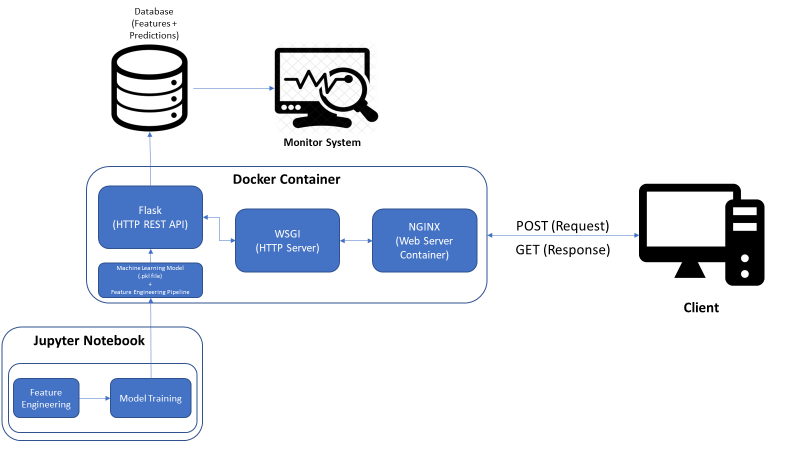 Database
(Features +
Predictions)
Monitor System
Docker Container
Flask
(HTTP REST API)
WSGI
(HTTP Server)
NGINX
(Web Server
Container)
Machine Learning Model
(.pkl file)
+
Feature Engineering Pipeline
POST (Request)
GET (Response)
Client
Jupyter Notebook
Feature
Engineering
Model Training